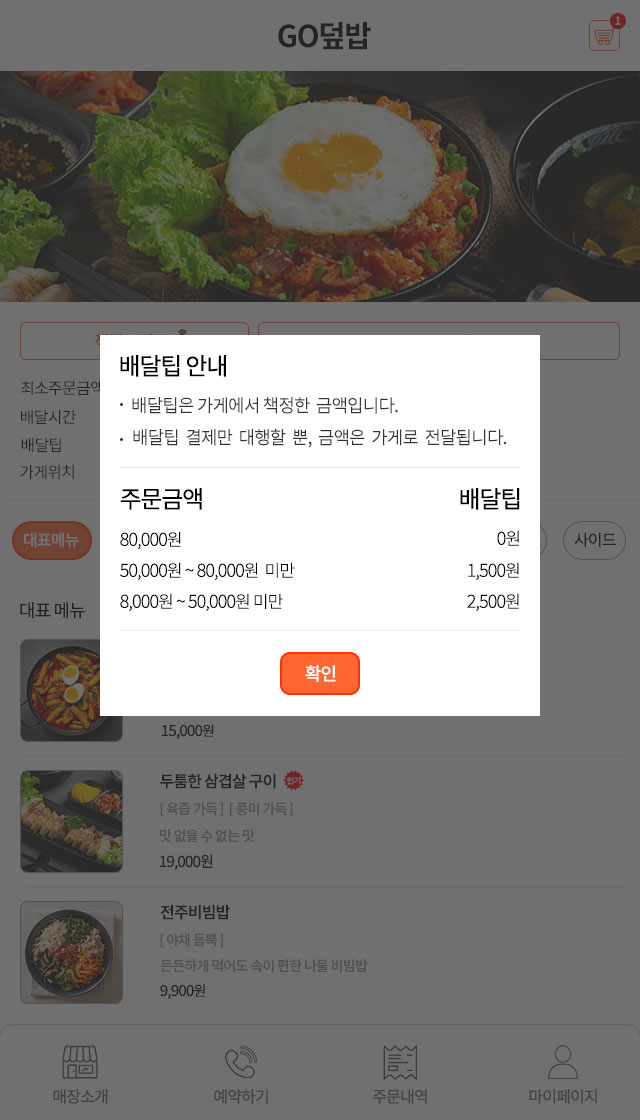 GO덮밥
1
배달팁 안내
· 배달팁은 가게에서 책정한 금액입니다.
· 배달팁 결제만 대행할 뿐, 금액은 가게로 전달됩니다.
주문금액 배달팁
80,000원 0원
50,000원 ~ 80,000원 미만 1,500원
8,000원 ~ 50,000원 미만 2,500원
확인
최소주문금액
배달시간
배달팁
가게위치
대표메뉴
사이드
대표 메뉴
15,000원
두툼한 삼겹살 구이 인기
[ 육즙 가득 ] [ 풍미 가득 ]
맛 없을 수 없는 맛
19,000원
전주비빔밥
[ 야채 듬뿍 ]
든든하게 먹어도 속이 편한 나물 비빔밥
9,900원
매장소개 예약하기 주문내역 마이페이지